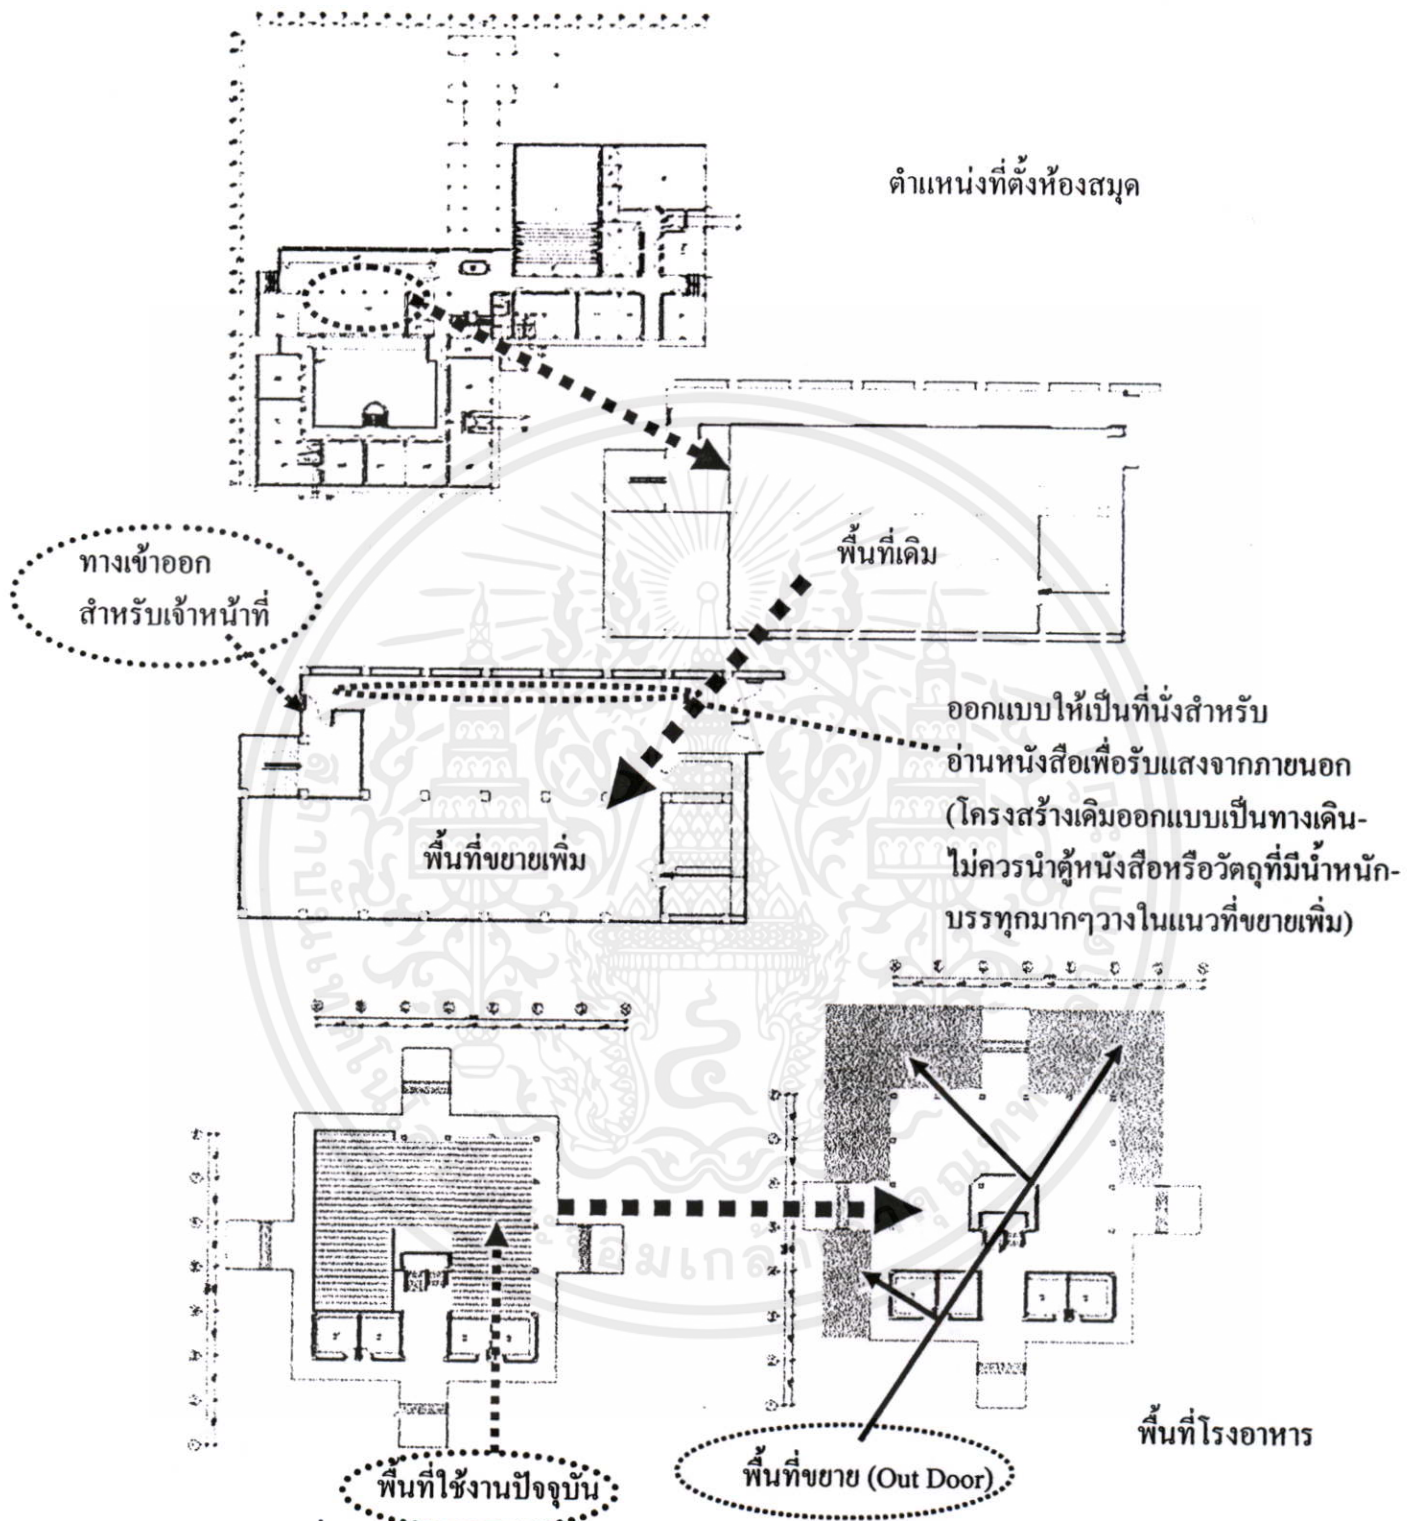 ตำแหน่งที่ตั้งห้องสมุด
พื้นที่เดิม
ทางเข้าออก
สำหรับเจ้าหน้าที่
ออกแบบให้เป็นที่นั่งสำหรับ
อ่านหนังสือเพื่อรับแสงจากภายนอก
(โครงสร้างเดิมออกแบบเป็นทางเดิน-
ไม่ควรนำตู้หนังสือหรือวัตถุที่มีน้ำหนัก-
บรรทุกมากๆวางในแนวที่ขยายเพิ่ม)
พื้นที่ขยายเพิ่ม
พื้นที่โรงอาหาร
พื้นที่ใช้งานปัจจุบัน
พื้นที่ขยาย (Out Door)